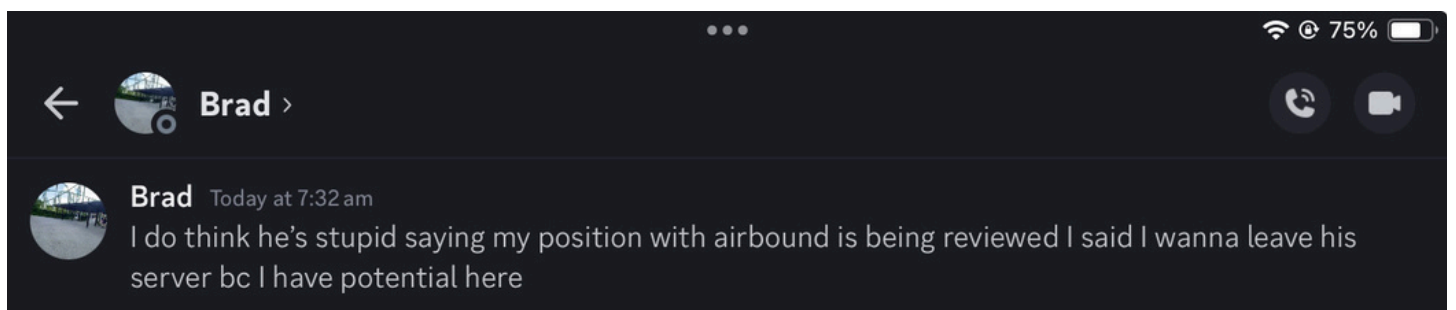 75%
Brad
Brad Today at 7:32 am
I do think he's stupid saying my position with airbound is being reviewed I said I wanna leave his
server bc I have potential here